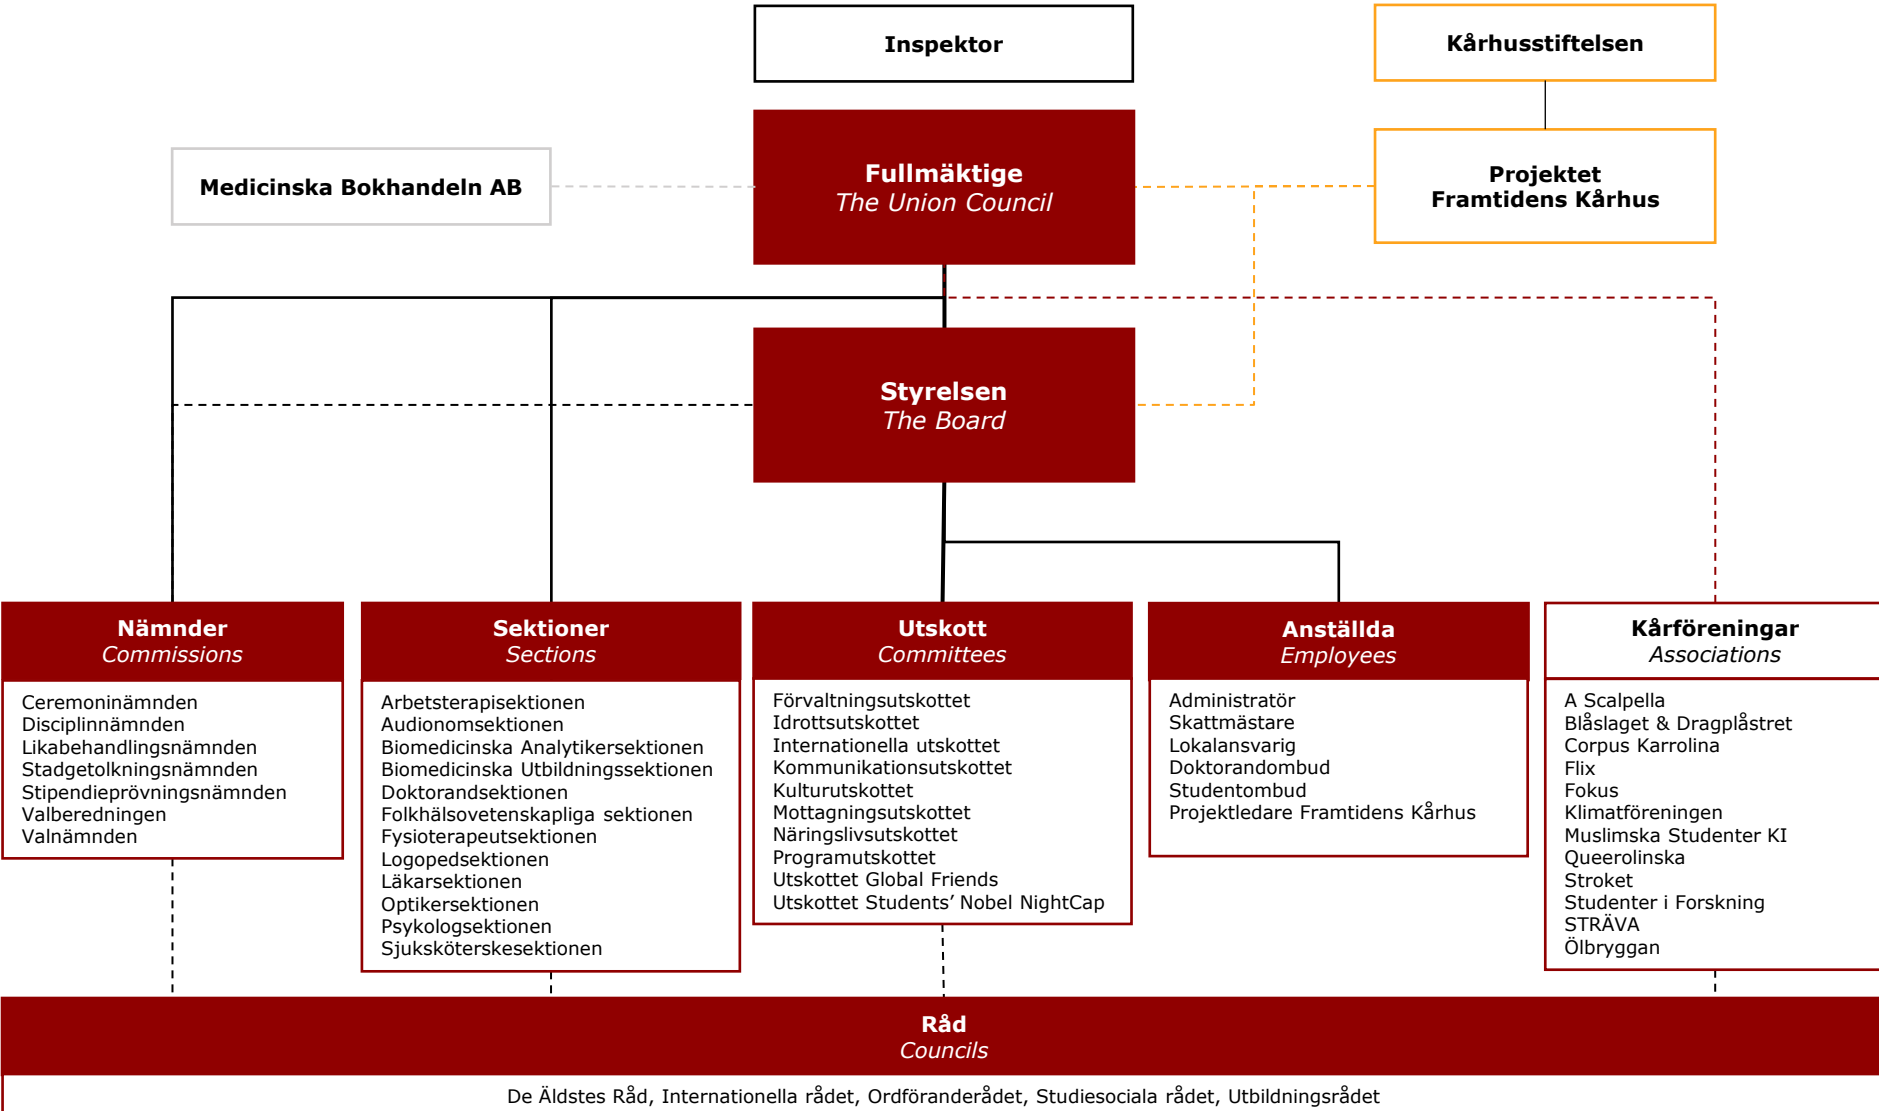 Inspektor
Kårhusstiftelsen
Medicinska Bokhandeln AB
Fullmäktige
The Union Council
Projektet
Framtidens Kårhus
Styrelsen
The Board
Nämnder
Commissions
Ceremoninämnden
Disciplinnämnden
Likabehandlingsnämnden
Stadgetolkningsnämnden
Stipendieprövningsnämnden
Valberedningen
Valnämnden
Sektioner
Sections
Arbetsterapisektionen
Audionomsektionen
Biomedicinska Analytikersektionen
Biomedicinska Utbildningssektionen
Doktorandsektionen
Folkhälsovetenskapliga sektionen
Fysioterapeutsektionen
Logopedsektionen
Läkarsektionen
Optikersektionen
Psykologsektionen
Sjuksköterskesektionen
Utskott
Committees
Förvaltningsutskottet
Idrottsutskottet
Internationella utskottet
Kommunikationsutskottet
Kulturutskottet
Mottagningsutskottet
Näringslivsutskottet
Programutskottet
Utskottet Global Friends
Utskottet Students’ Nobel NightCap
Anställda
Employees
Administratör
Skattmästare
Lokalansvarig
Doktorandombud
Studentombud
Projektledare Framtidens Kårhus
Kårföreningar
Associations
A Scalpella
Blåslaget & Dragplåstret
Corpus Karrolina
Flix
Fokus
Klimatföreningen
Muslimska Studenter KI
Queerolinska
Stroket
Studenter i Forskning
STRÄVA
Ölbryggan
Råd
Councils
De Äldstes Råd, Internationella rådet, Ordföranderådet, Studiesociala rådet, Utbildningsrådet